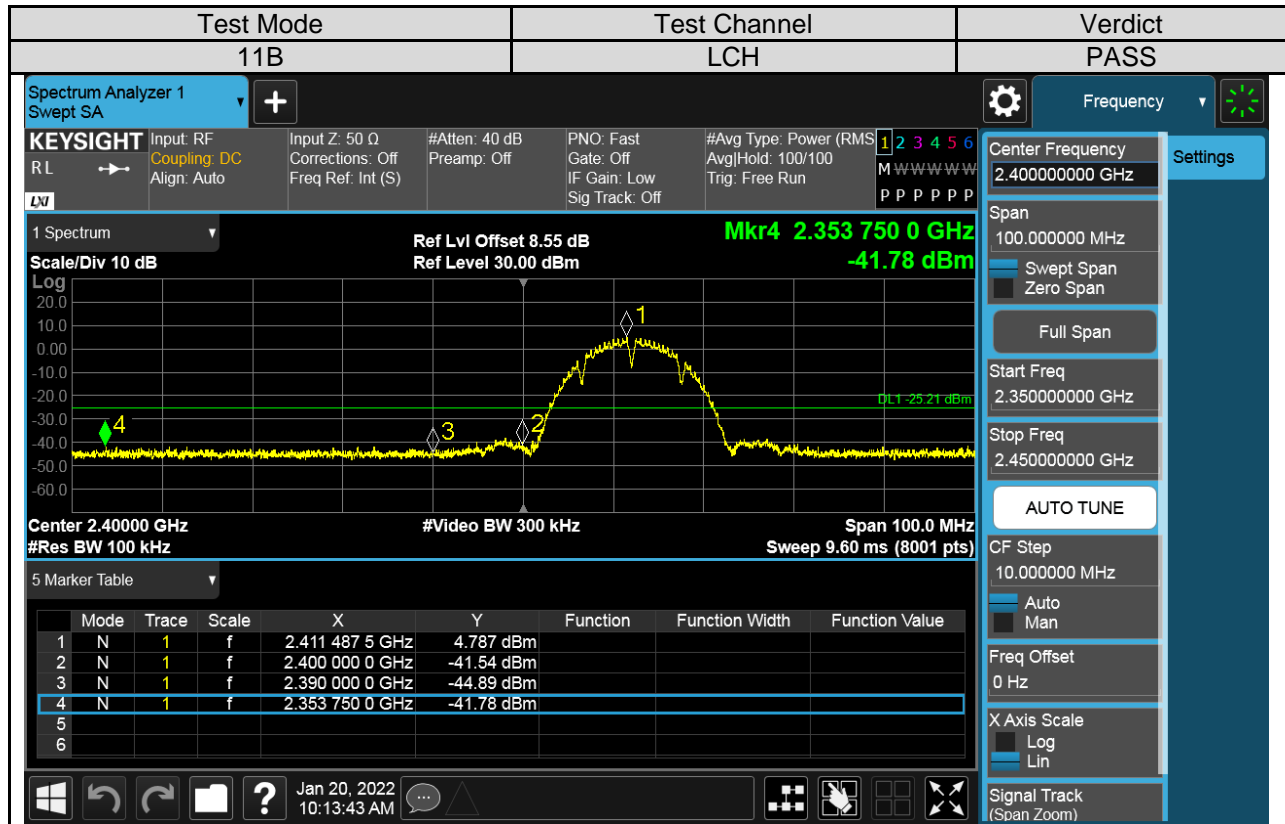 Test Mode Test Channel Verdict
11B LCH PASS
Spectrum Analyzer 1
Swept SA
+
Frequency
KEYSIGHT
RL
LXI
Input: RF
Coupling: DC
Align: Auto
Input Z: 50 Ω
Corrections: Off
Freq Ref: Int (S)
#Atten: 40 dB
Preamp: Off
PNO: Fast
Gate: Off
IF Gain: Low
Sig Track: Off
#Avg Type: Power (RMS
Avg|Hold: 100/100
Trig: Free Run
1 2 3 4 5 6
M W W W W W
P P P P P P
1 Spectrum
Scale/Div 10 dB
Ref Lvl Offset 8.55 dB
Ref Level 30.00 dBm
Mkr4 2.353 750 0 GHz
-41.78 dBm
Log
20.0
10.0
0.00
-10.0
-20.0
-30.0
-40.0
-50.0
-60.0
1
DL1 -25.21 dBm
4
3
2
Center 2.40000 GHz #Video BW 300 kHz Span 100.0 MHz
#Res BW 100 kHz Sweep 9.60 ms (8001 pts)
5 Marker Table
Mode Trace Scale X Y Function Function Width Function Value
1 N 1 f 2.411 487 5 GHz 4.787 dBm
2 N 1 f 2.400 000 0 GHz -41.54 dBm
3 N 1 f 2.390 000 0 GHz -44.89 dBm
4 N 1 f 2.353 750 0 GHz -41.78 dBm
5
6
?
Jan 20, 2022
10:13:43 AM
Center Frequency
2.400000000 GHz
Settings
Span
100.000000 MHz
Swept Span
Zero Span
Full Span
Start Freq
2.350000000 GHz
Stop Freq
2.450000000 GHz
AUTO TUNE
CF Step
10.000000 MHz
Auto
Man
Freq Offset
0 Hz
X Axis Scale
Log
Lin
Signal Track
(Span Zoom)